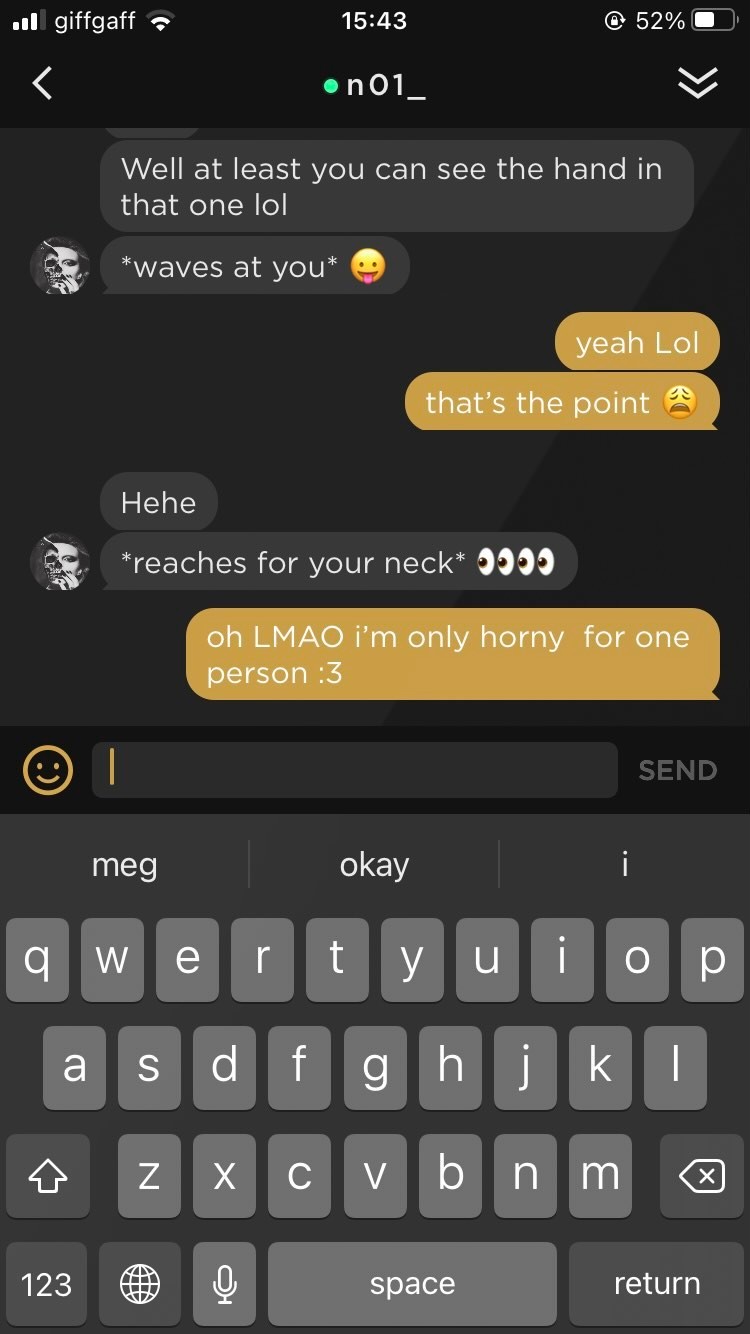 giffgaff 15:43 52%
n01_
Well at least you can see the hand in
that one lol
*waves at you* 😛
yeah Lol
that’s the point 😩
Hehe
*reaches for your neck* 👀👀
oh LMAO i’m only horny  for one
person :3
SEND
meg okay i
q w e r t y u i o p
a s d f g h j k l
z x c v b n m
123 space return